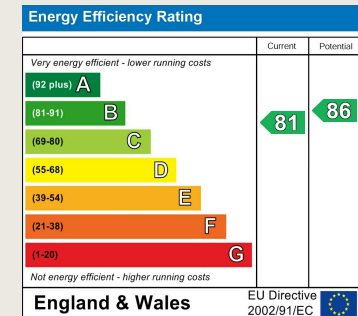 Energy Efficiency Rating
Current Potential
Very energy efficient - lower running costs
(92 plus) A
(81-91) B
(69-80) C
(55-68) D
(39-54) E
(21-38) F
(1-20) G
81
86
Not energy efficient - higher running costs
England & Wales
EU Directive
2002/91/EC